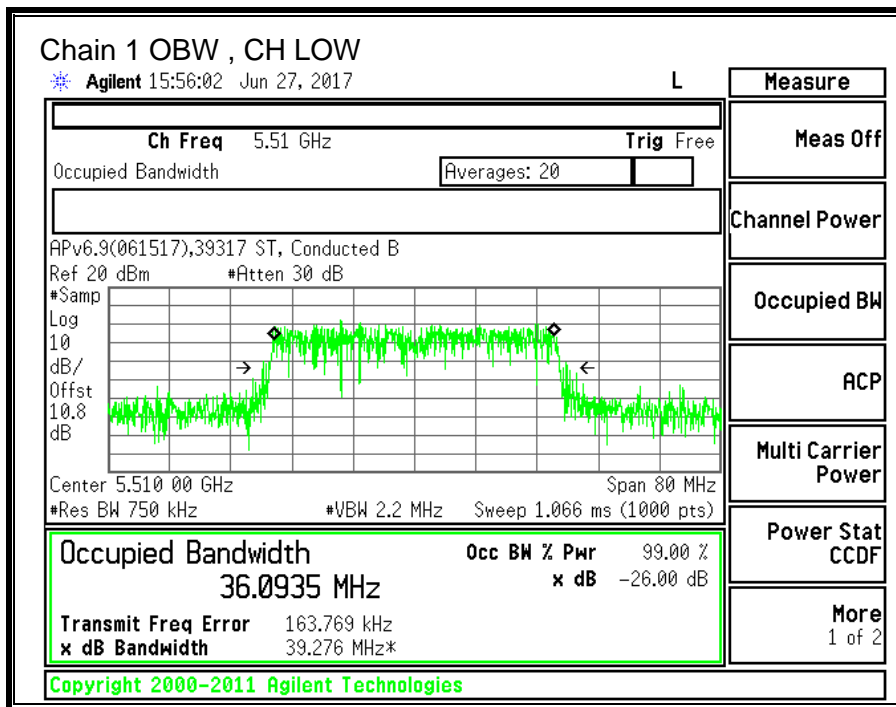 Chain 1 OBW , CH LOW
Agilent 15:56:02 Jun 27, 2017 L
Measure
Ch Freq 5.51 GHz Trig Free
Occupied Bandwidth Averages: 20
APv6.9(061517),39317 ST, Conducted B
Ref 20 dBm #Atten 30 dB
#Samp
Log
10
dB/
Offst
10.8
dB
Center 5.510 00 GHz Span 80 MHz
#Res BW 750 kHz #VBW 2.2 MHz Sweep 1.066 ms (1000 pts)
Occupied Bandwidth Occ BW % Pwr 99.00 %
36.0935 MHz x dB -26.00 dB
Transmit Freq Error 163.769 kHz
x dB Bandwidth 39.276 MHz*
Meas Off
Channel Power
Occupied BW
ACP
Multi Carrier
Power
Power Stat
CCDF
More
1 of 2
Copyright 2000-2011 Agilent Technologies